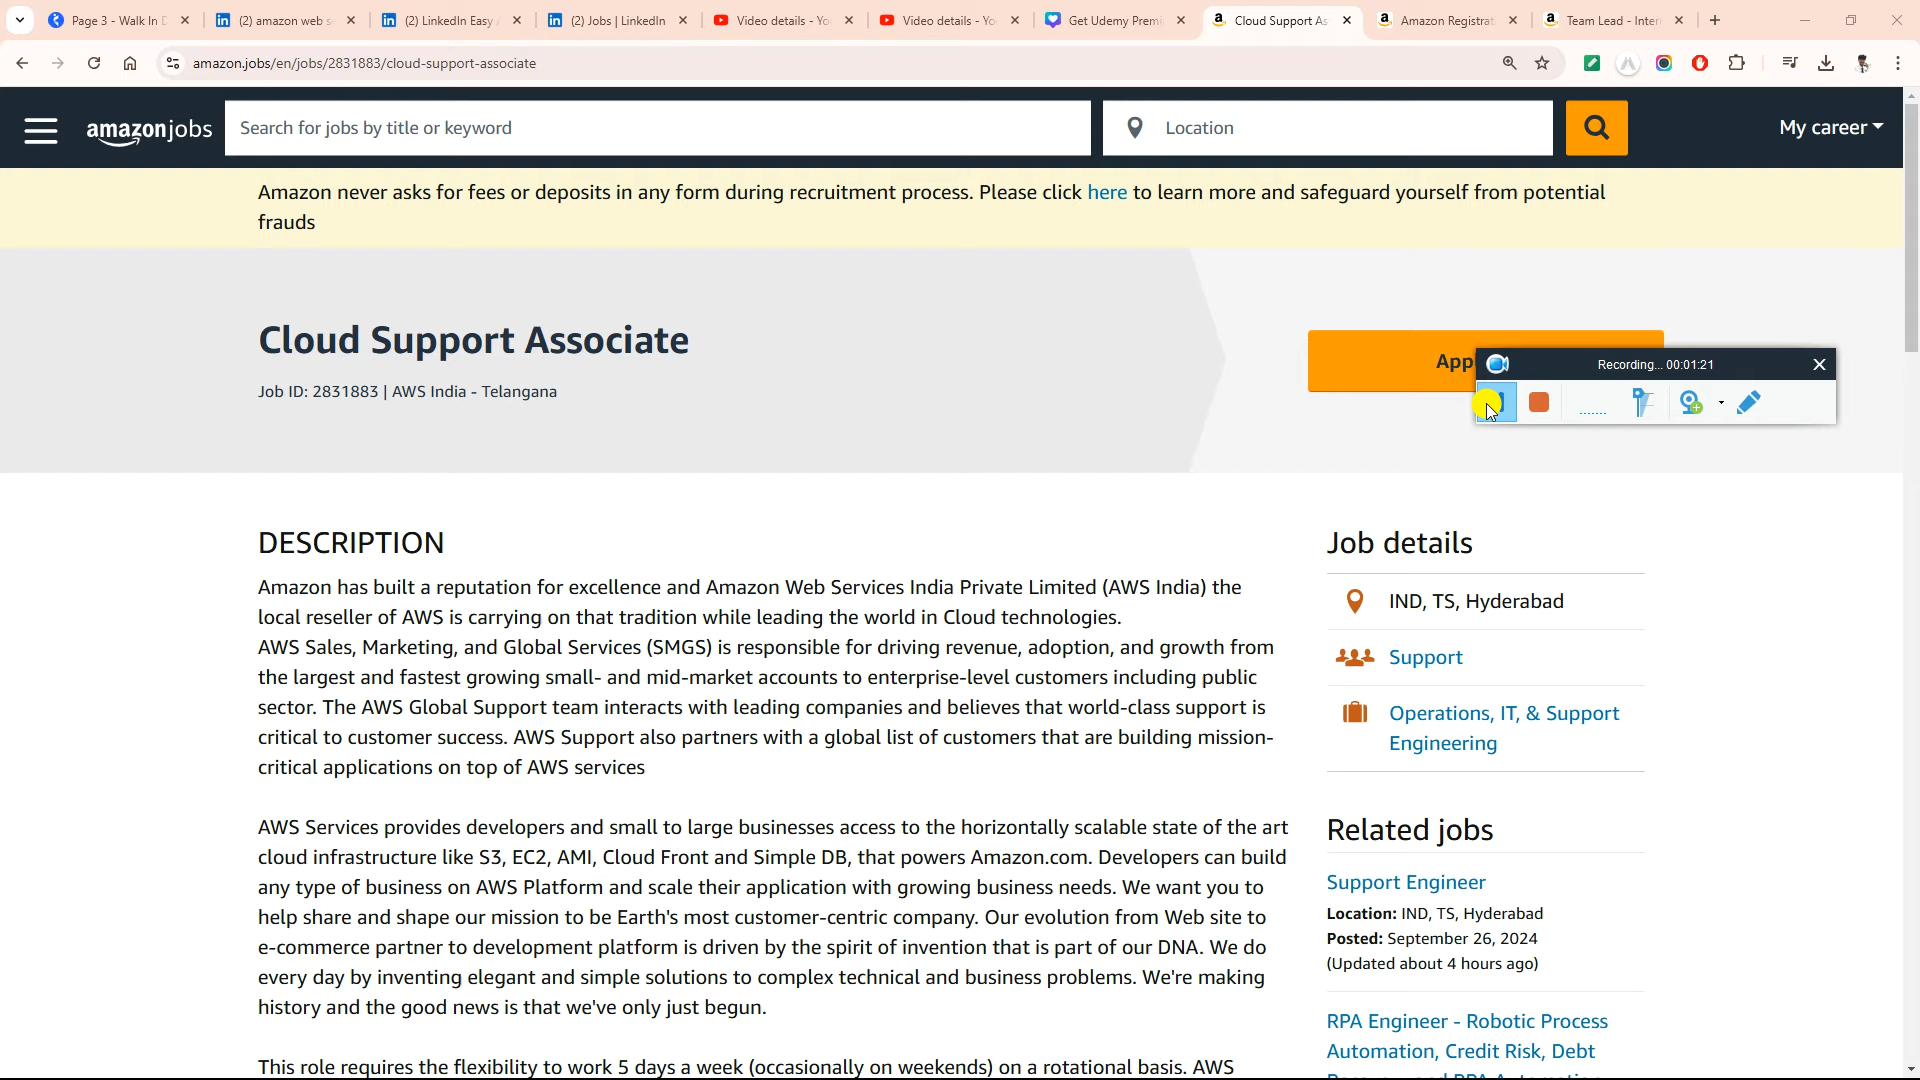 Page 3 - Walk In D
(2) amazon web s
(2) LinkedIn Easy
(2) Jobs | LinkedIn
Video details - Yo
Video details - Yo
Get Udemy Premi
Cloud Support As
Amazon Registrat
Team Lead - Inter
amazon.jobs/en/jobs/2831883/cloud-support-associate
amazonjobs
Search for jobs by title or keyword
Location
My career
Amazon never asks for fees or deposits in any form during recruitment process. Please click here to learn more and safeguard yourself from potential
frauds
Cloud Support Associate
Job ID: 2831883 | AWS India - Telangana
App
Recording... 00:01:21
DESCRIPTION
Amazon has built a reputation for excellence and Amazon Web Services India Private Limited (AWS India) the
local reseller of AWS is carrying on that tradition while leading the world in Cloud technologies.
AWS Sales, Marketing, and Global Services (SMGS) is responsible for driving revenue, adoption, and growth from
the largest and fastest growing small- and mid-market accounts to enterprise-level customers including public
sector. The AWS Global Support team interacts with leading companies and believes that world-class support is
critical to customer success. AWS Support also partners with a global list of customers that are building mission-
critical applications on top of AWS services
AWS Services provides developers and small to large businesses access to the horizontally scalable state of the art
cloud infrastructure like S3, EC2, AMI, Cloud Front and Simple DB, that powers Amazon.com. Developers can build
any type of business on AWS Platform and scale their application with growing business needs. We want you to
help share and shape our mission to be Earth's most customer-centric company. Our evolution from Web site to
e-commerce partner to development platform is driven by the spirit of invention that is part of our DNA. We do
every day by inventing elegant and simple solutions to complex technical and business problems. We're making
history and the good news is that we've only just begun.
This role requires the flexibility to work 5 days a week (occasionally on weekends) on a rotational basis. AWS
Job details
IND, TS, Hyderabad
Support
Operations, IT, & Support
Engineering
Related jobs
Support Engineer
Location: IND, TS, Hyderabad
Posted: September 26, 2024
(Updated about 4 hours ago)
RPA Engineer - Robotic Process
Automation, Credit Risk, Debt